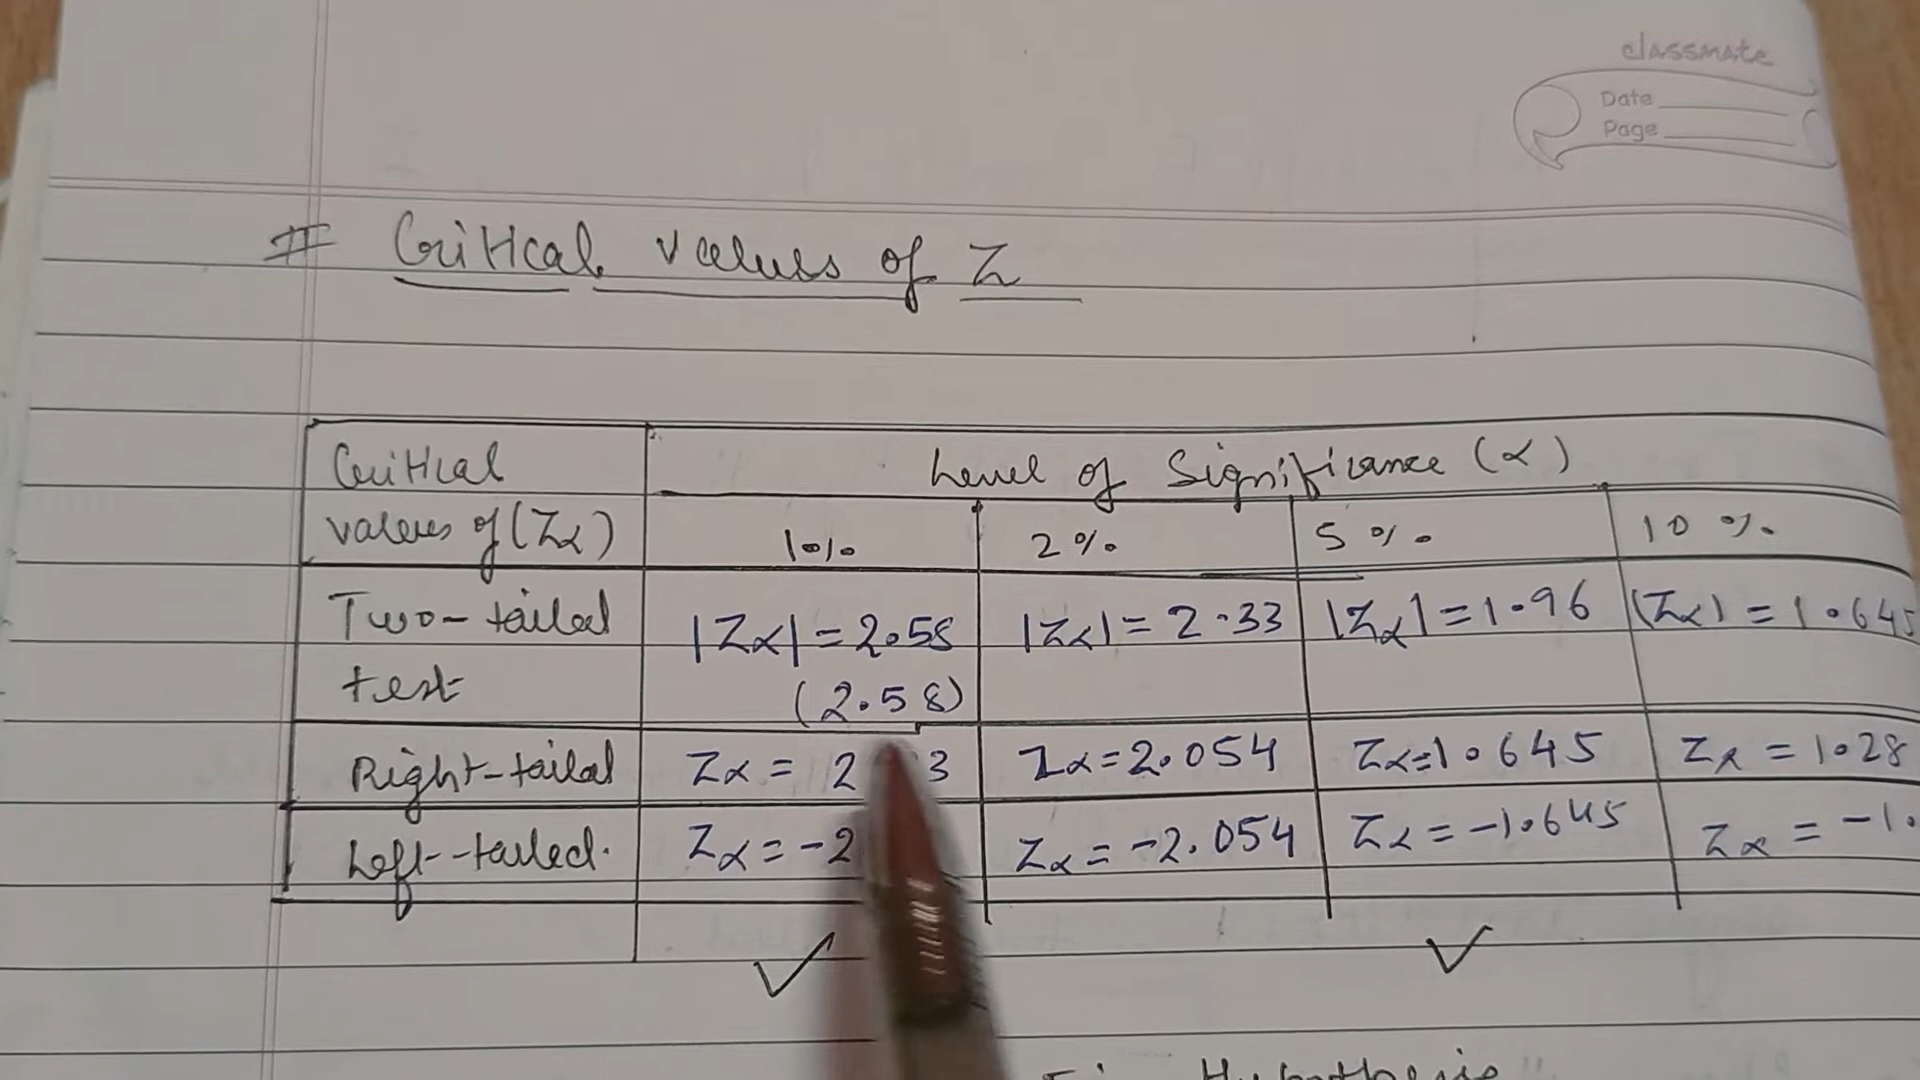 classmate
Date
Page
# Critical values of Z
Critical values of (Zα) Level of Significance (α)
1% 2% 5% 10%
Two-tailed test |Zα| = 2.58 (2.58) |Zα| = 2.33 |Zα| = 1.96 |Zα| = 1.645
Right-tailed Zα = 2 3 Zα = 2.054 Zα = 1.645 Zα = 1.28
Left-tailed. Zα = -2 Zα = -2.054 Zα = -1.645 Zα = -1.
Hypothesis